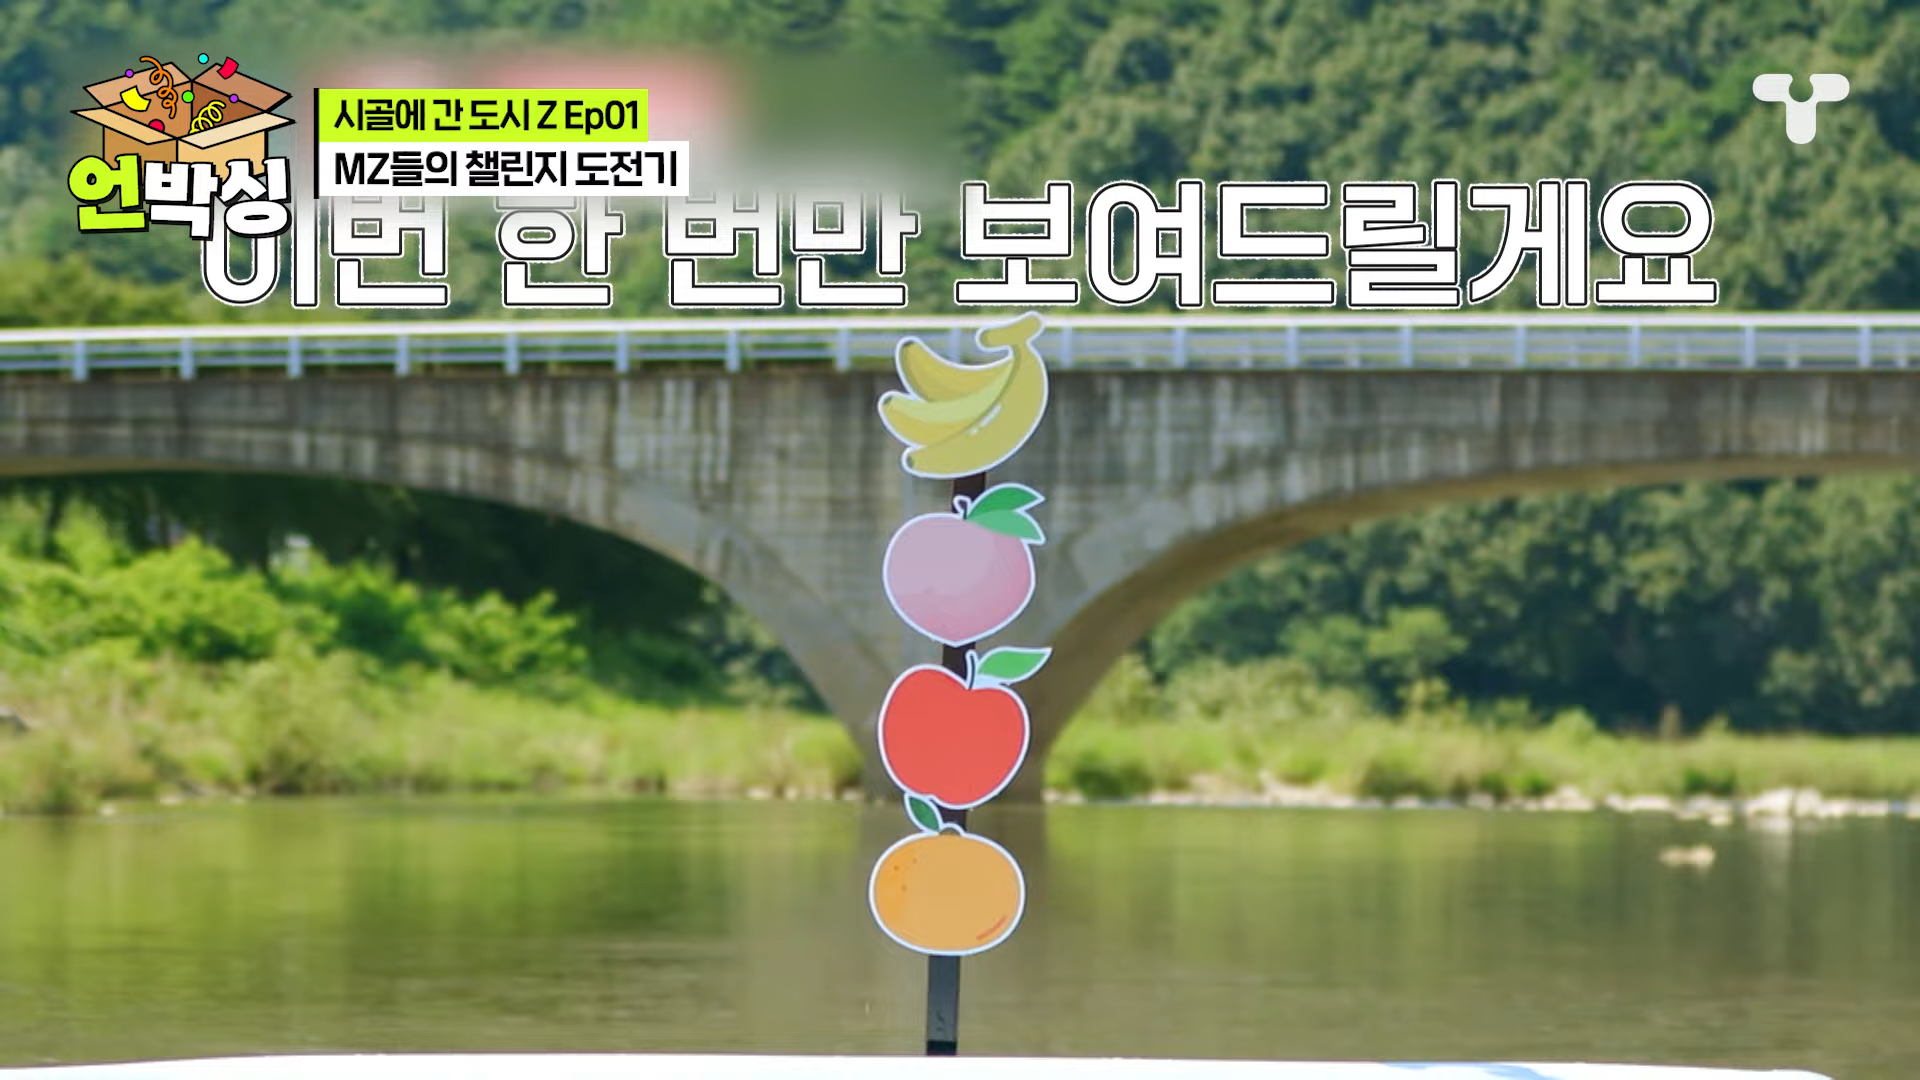 언박싱
시골에 간 도시 Z Ep01
MZ들의 챌린지 도전기
이번 한 번만 보여드릴게요